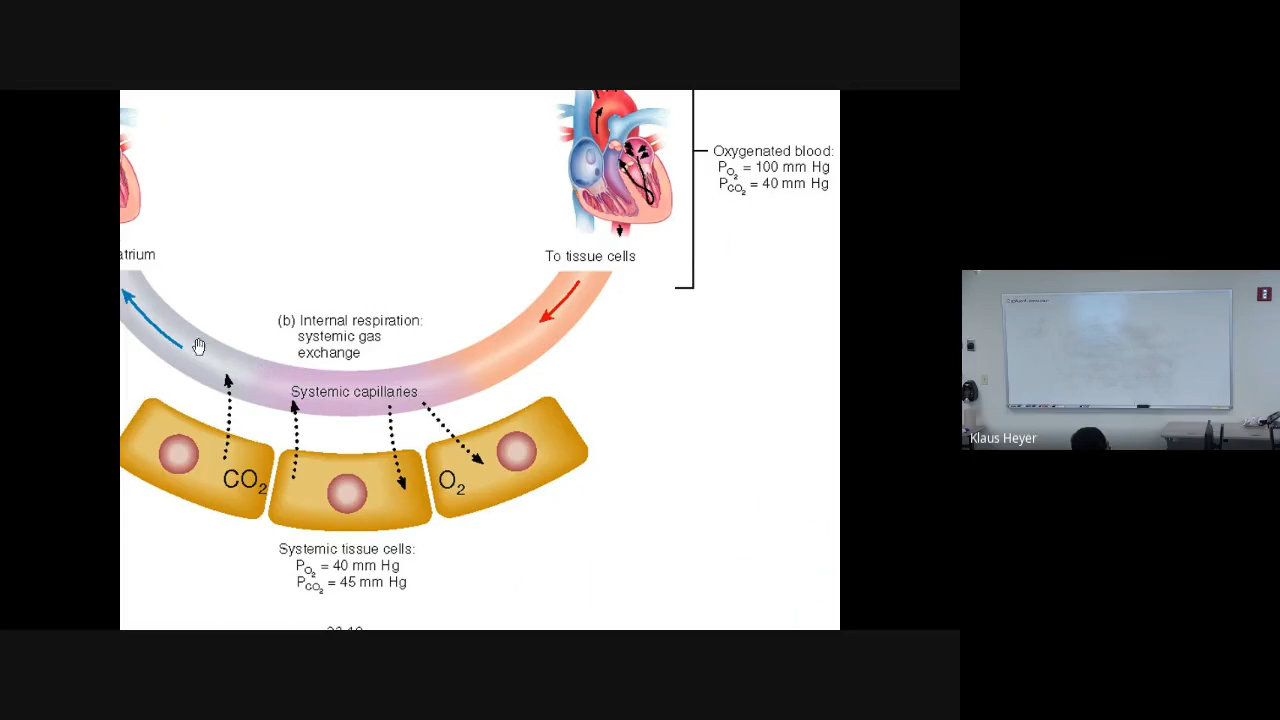 Oxygenated blood:
PO2 = 100 mm Hg
PCO2 = 40 mm Hg
atrium
To tissue cells
(b) Internal respiration:
systemic gas
exchange
Systemic capillaries
CO2
O2
Systemic tissue cells:
PO2 = 40 mm Hg
PCO2 = 45 mm Hg
Klaus Heyer